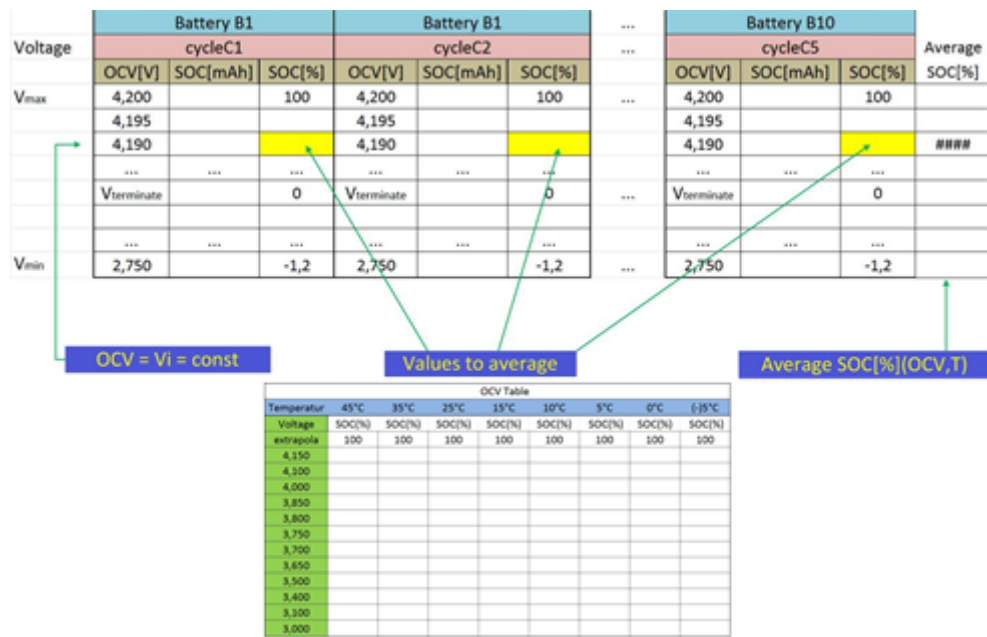 Battery B1 Battery B1 ... Battery B10
Voltage cycleC1 cycleC2 ... cycleC5 Average
OCV[V] SOC[mAh] SOC[%] OCV[V] SOC[mAh] SOC[%] OCV[V] SOC[mAh] SOC[%] SOC[%]
Vmax 4,200 100 4,200 100 ... 4,200 100
4,195 4,195 4,195
4,190 4,190 4,190 ####
... ... ... ... ... ... ... ... ...
Vterminate 0 Vterminate 0 ... Vterminate 0
... ... ... ... ... ... ... ... ...
Vmin 2,750 -1,2 2,750 -1,2 ... 2,750 -1,2
OCV = Vi = const Values to average Average SOC[%](OCV,T)
OCV Table
Temperatur 45°C 35°C 25°C 15°C 10°C 5°C 0°C (-)5°C
Voltage SOC[%] SOC[%] SOC[%] SOC[%] SOC[%] SOC[%] SOC[%] SOC[%]
extrapola 100 100 100 100 100 100 100 100
4,150
4,100
4,000
3,850
3,800
3,750
3,700
3,650
3,500
3,400
3,100
3,000